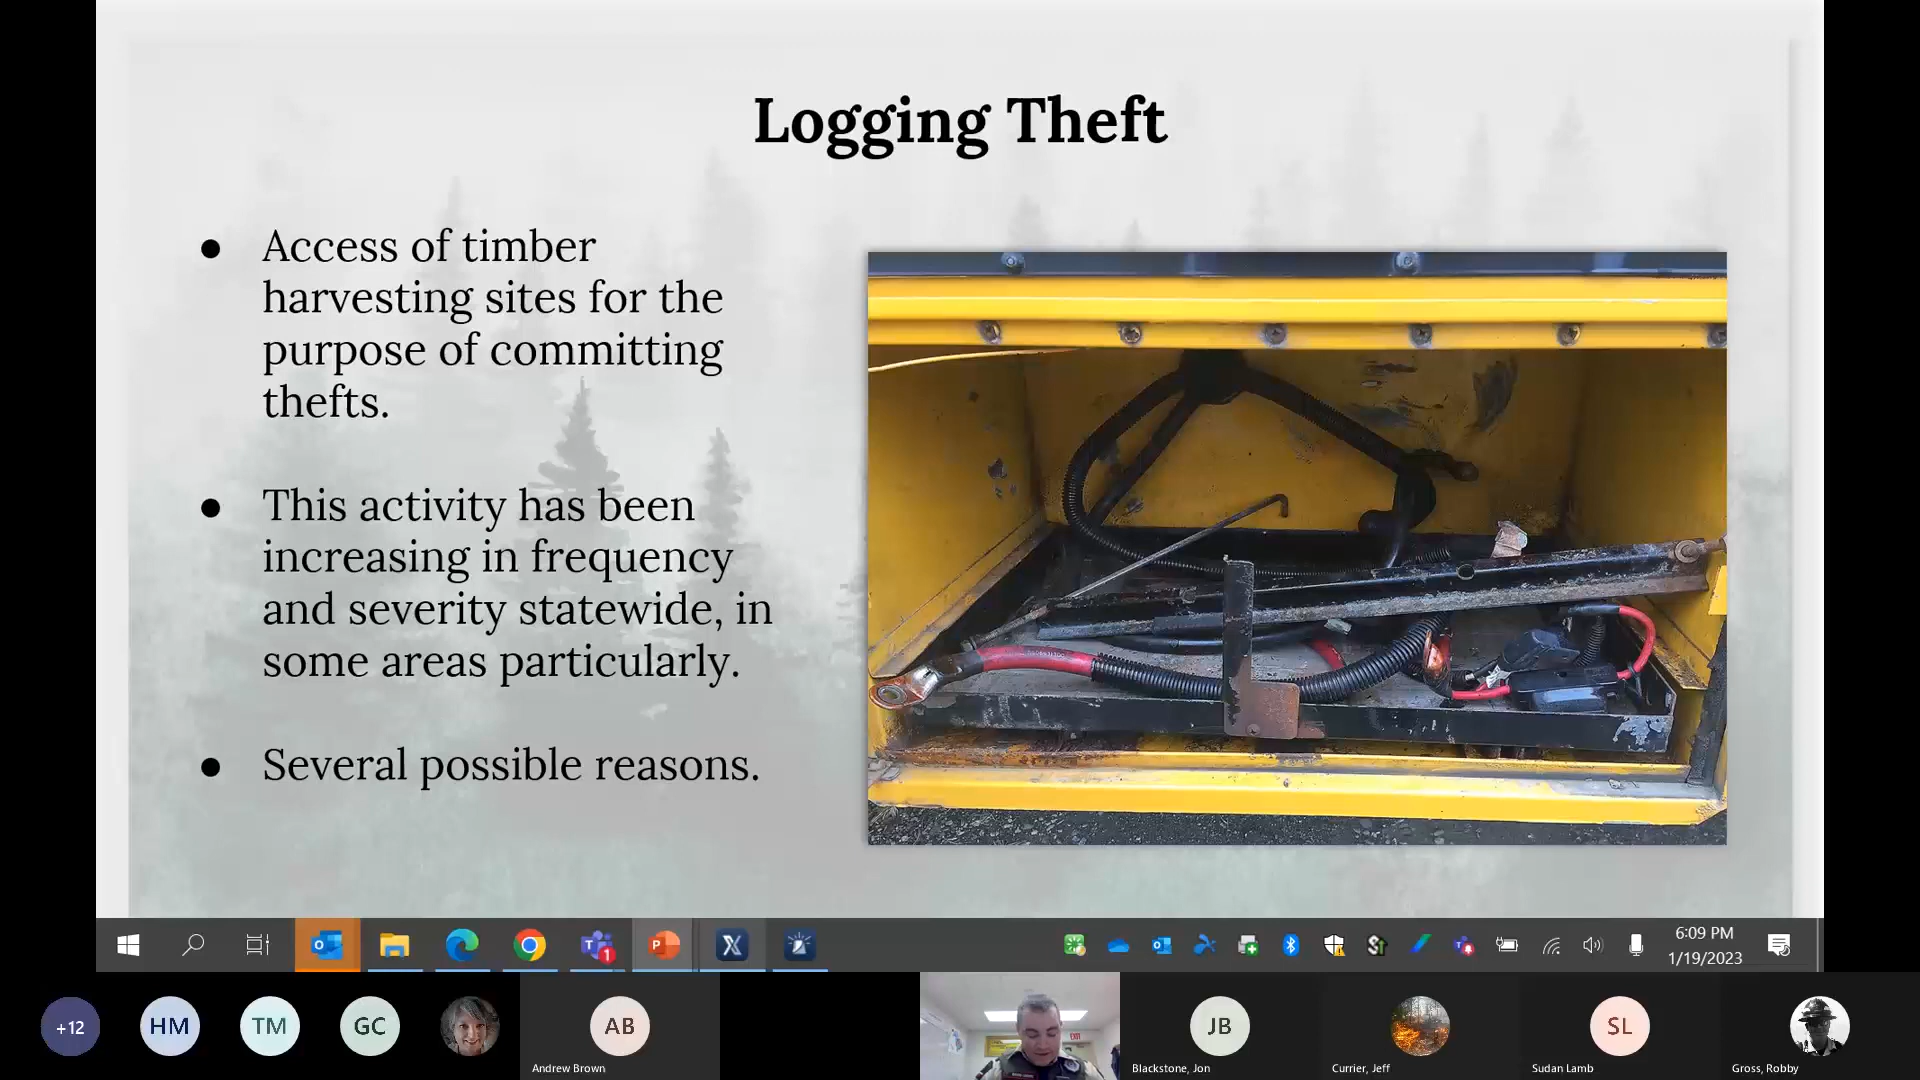 Logging Theft
● Access of timber
harvesting sites for the
purpose of committing
thefts.
● This activity has been
increasing in frequency
and severity statewide, in
some areas particularly.
● Several possible reasons.
6:09 PM
1/19/2023
+12
HM
TM
GC
AB
Andrew Brown
JB
Blackstone, Jon
Currier, Jeff
SL
Sudan Lamb
Gross, Robby